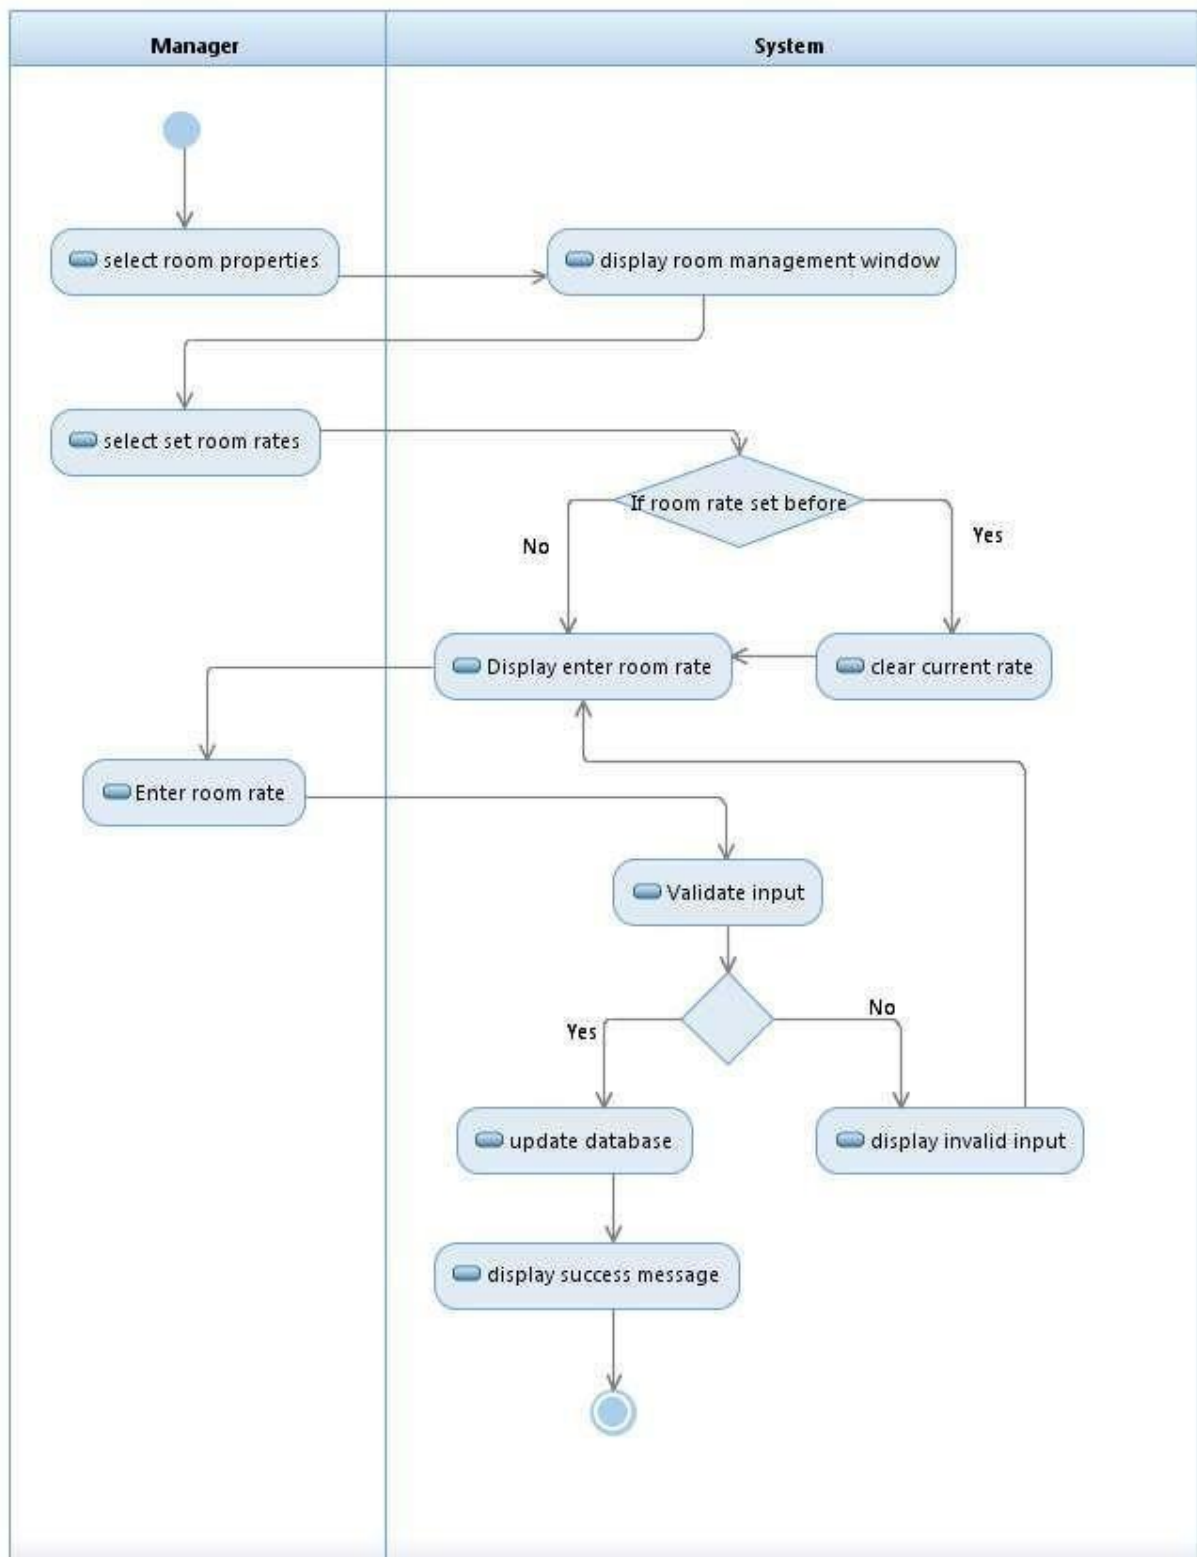 Manager
System
select room properties
display room management window
select set room rates
If room rate set before
No
Yes
Display enter room rate
clear current rate
Enter room rate
Validate input
Yes
No
update database
display invalid input
display success message